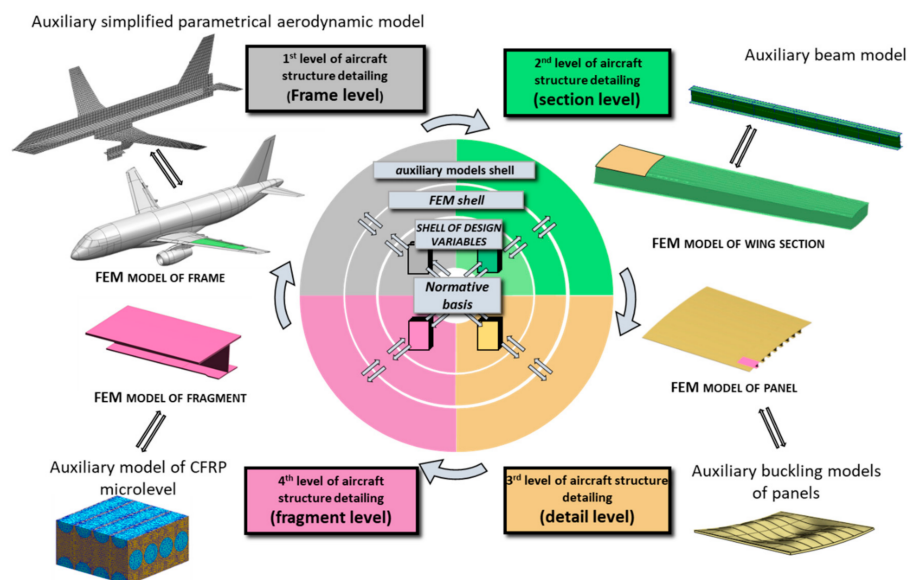 Auxiliary simplified parametrical aerodynamic model
1st level of aircraft
structure detailing
(Frame level)
2nd level of aircraft
structure detailing
(section level)
Auxiliary beam model
auxiliary models shell
FEM shell
SHELL OF DESIGN
VARIABLES
Normative
basis
FEM MODEL OF FRAME
FEM MODEL OF WING SECTION
FEM MODEL OF FRAGMENT
FEM MODEL OF PANEL
Auxiliary model of CFRP
microlevel
4th level of aircraft
structure detailing
(fragment level)
3rd level of aircraft structure
detailing
(detail level)
Auxiliary buckling models
of panels